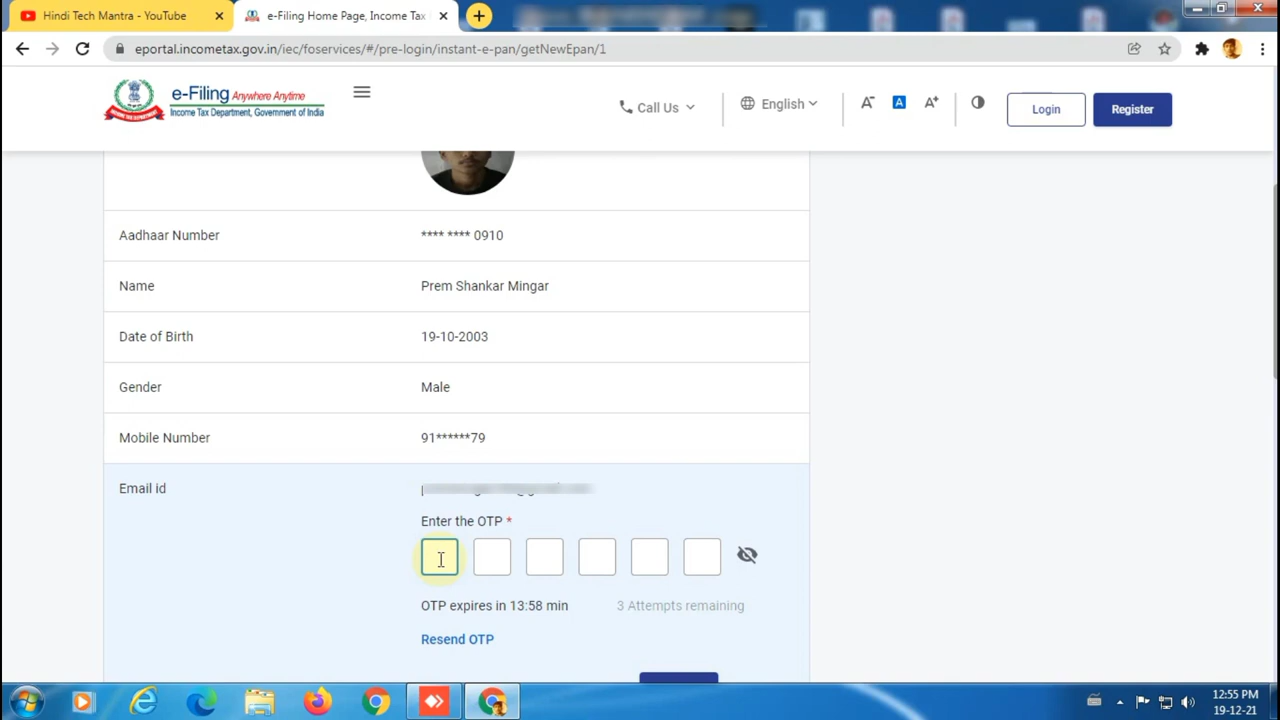 Hindi Tech Mantra - YouTube
e-Filing Home Page, Income Tax
eportal.incometax.gov.in/iec/foservices/#/pre-login/instant-e-pan/getNewEpan/1
e-Filing Anywhere Anytime
Income Tax Department, Government of India
Call Us
English
A-
A
A+
Login
Register
Aadhaar Number
**** **** 0910
Name
Prem Shankar Mingar
Date of Birth
19-10-2003
Gender
Male
Mobile Number
91******79
Email id
Enter the OTP *
OTP expires in 13:58 min
3 Attempts remaining
Resend OTP
12:55 PM
19-12-21